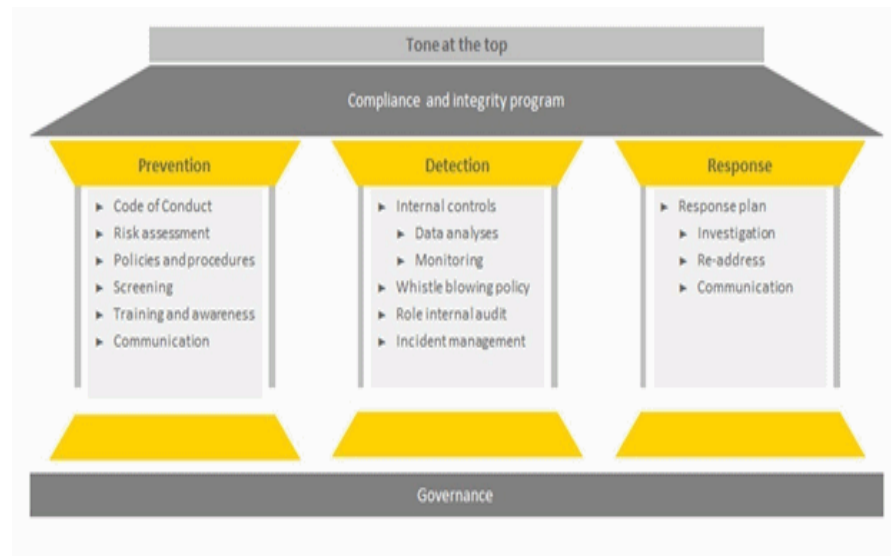 Tone at the top
Compliance and integrity program
Prevention
► Code of Conduct
► Risk assessment
► Policies and procedures
► Screening
► Training and awareness
► Communication
Detection
► Internal controls
► Data analyses
► Monitoring
► Whistle blowing policy
► Role internal audit
► Incident management
Response
► Response plan
► Investigation
► Re-address
► Communication
Governance